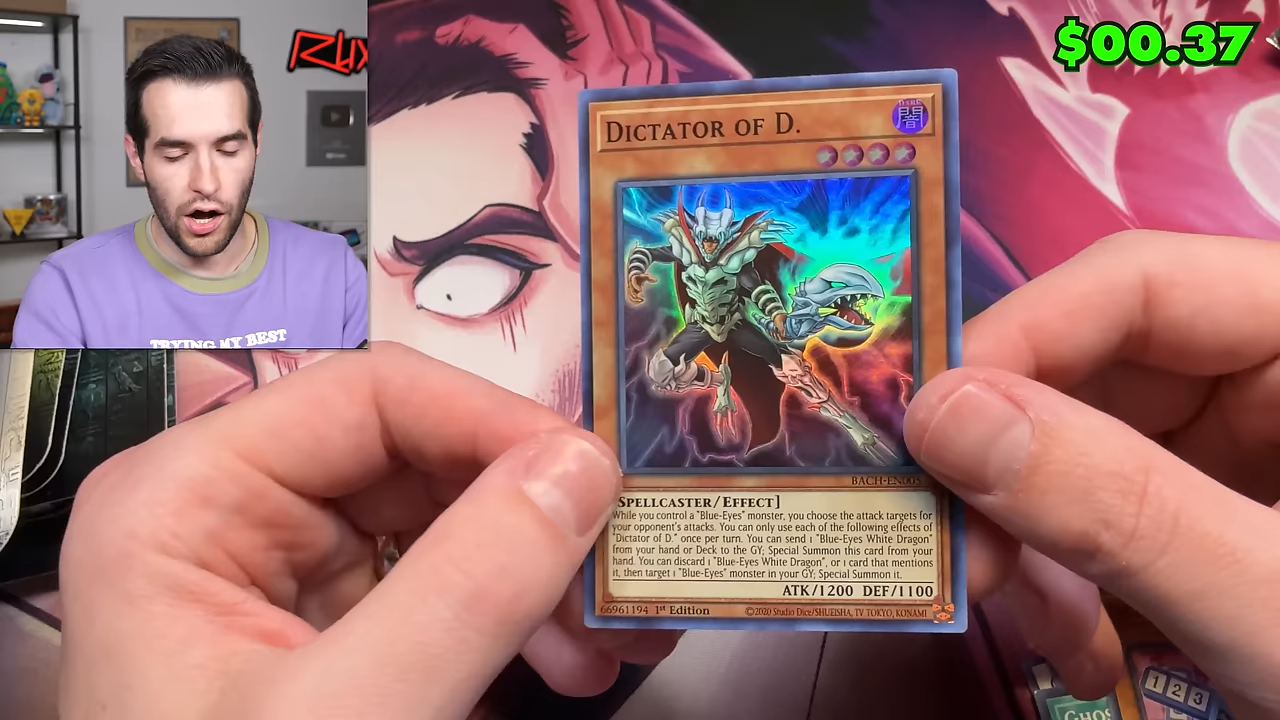 $00.37
TRYING MY BEST
DICTATOR OF D.
DARK
闇
BACH-EN005
SPELLCASTER/EFFECT]
While you control a "Blue-Eyes" monster, you choose the attack targets for
your opponent's attacks. You can only use each of the following effects of
"Dictator of D." once per turn. You can send 1 "Blue-Eyes White Dragon"
from your hand or Deck to the GY; Special Summon this card from your
hand. You can discard 1 "Blue-Eyes White Dragon", or 1 card that mentions
it, then target 1 "Blue-Eyes" monster in your GY; Special Summon it.
ATK/1200 DEF/1100
66961194 1st Edition ©2020 Studio Dice/SHUEISHA, TV TOKYO, KONAMI
1 2 3